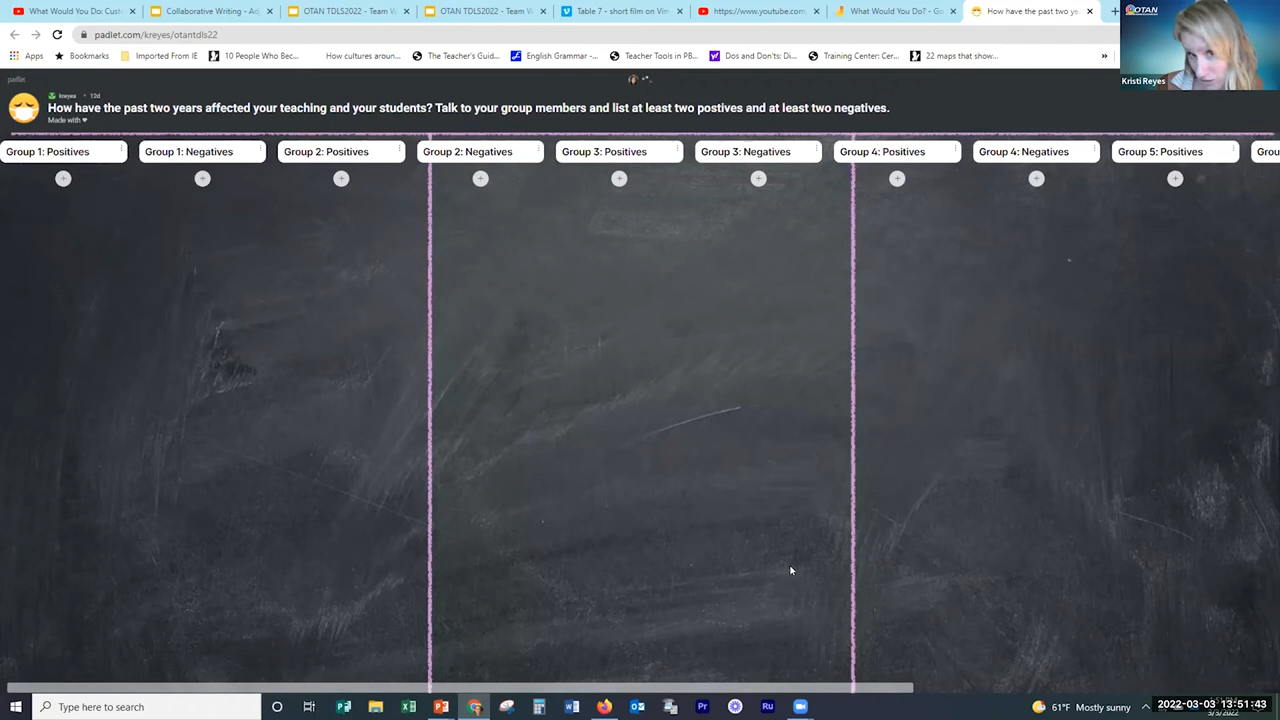 What Would You Do: Cust
Collaborative Writing - Ad
OTAN TDLS2022 - Team W
OTAN TDLS2022 - Team W
Table 7 - short film on Vim
https://www.youtube.com
What Would You Do? - Go
How have the past two ye
OTAN
padlet.com/kreyes/otantdls22
Apps
Bookmarks
Imported From IE
10 People Who Bec...
How cultures around...
The Teacher's Guid...
English Grammar -...
Teacher Tools in PB...
Dos and Don'ts: Di...
Training Center: Cer...
22 maps that show...
Kristi Reyes
padlet
kreyes • 12d
How have the past two years affected your teaching and your students? Talk to your group members and list at least two postives and at least two negatives.
Made with
Group 1: Positives
Group 1: Negatives
Group 2: Positives
Group 2: Negatives
Group 3: Positives
Group 3: Negatives
Group 4: Positives
Group 4: Negatives
Group 5: Positives
Grou
Type here to search
61°F Mostly sunny
2022-03-03 13:51:43